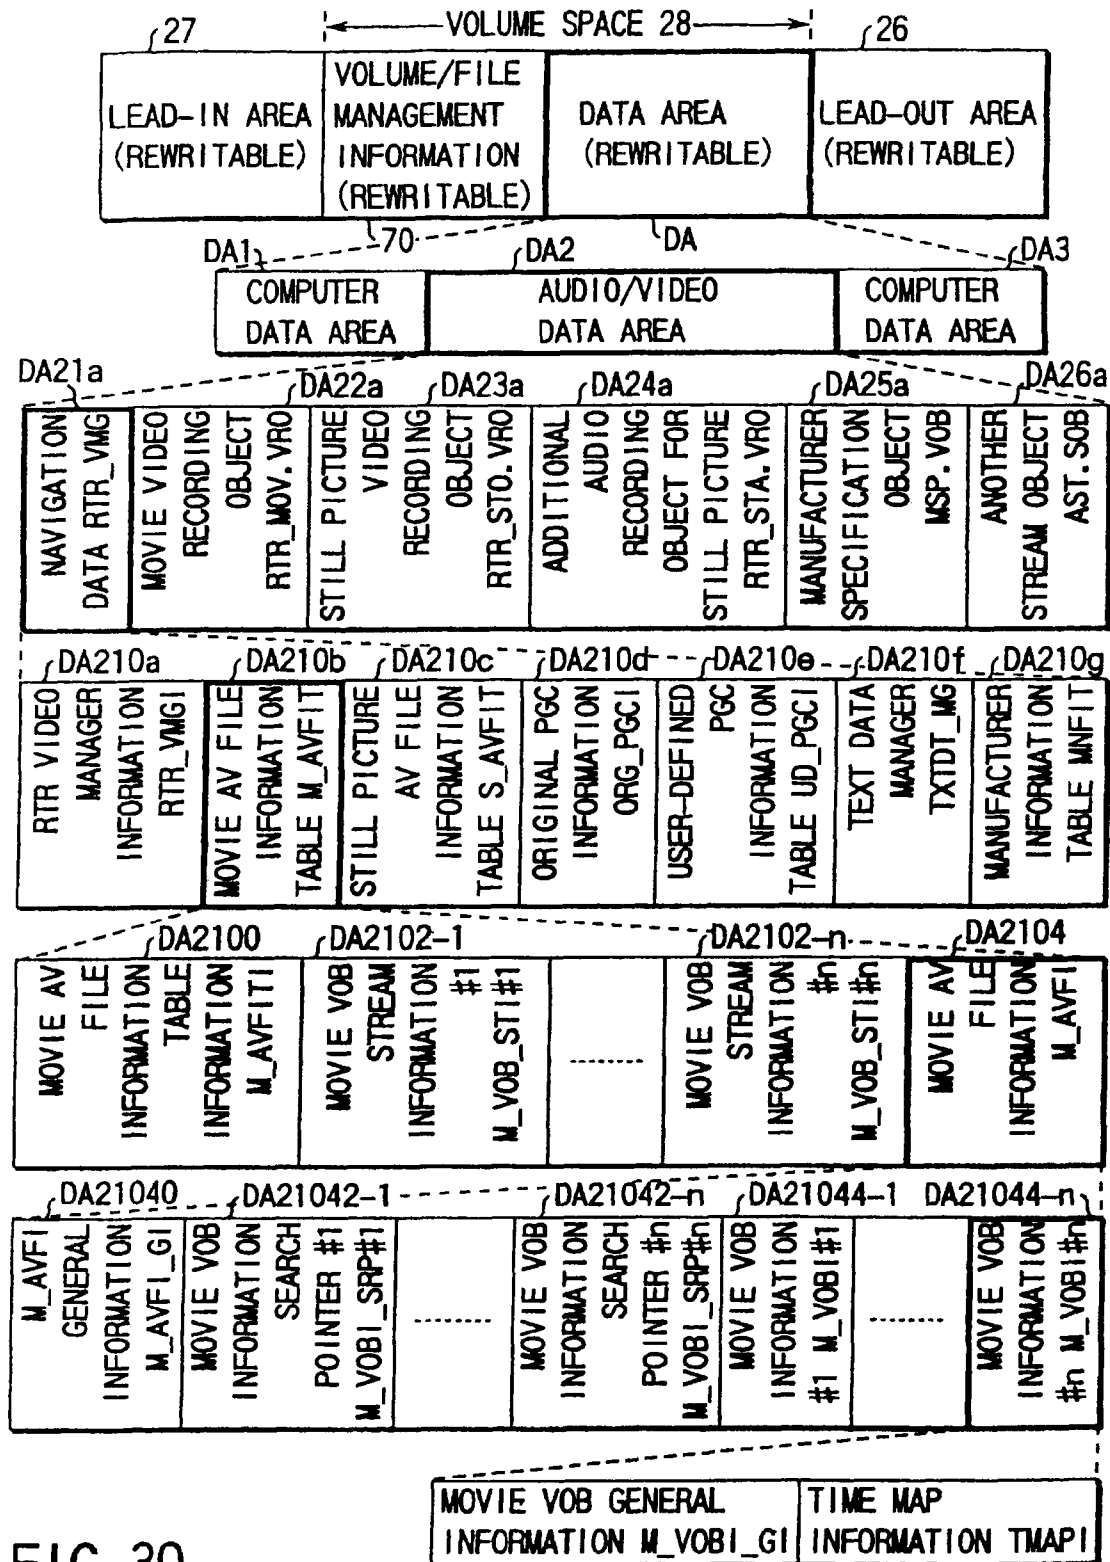 27
VOLUME SPACE 28
26
LEAD-IN AREA
(REWRITABLE)
VOLUME/FILE
MANAGEMENT
INFORMATION
(REWRITABLE)
DATA AREA
(REWRITABLE)
LEAD-OUT AREA
(REWRITABLE)
70
DA
DA1
DA2
DA3
COMPUTER
DATA AREA
AUDIO/VIDEO
DATA AREA
COMPUTER
DATA AREA
DA21a
DA22a
DA23a
DA24a
DA25a
DA26a
NAVIGATION
DATA RTR_VMG
MOVIE VIDEO
RECORDING
OBJECT
RTR_MOV.VRO
STILL PICTURE
VIDEO
RECORDING
OBJECT
RTR_STO.VRO
ADDITIONAL
AUDIO
RECORDING
OBJECT FOR
STILL PICTURE
RTR_STA.VRO
MANUFACTURER
SPECIFICATION
OBJECT
MSP.VOB
ANOTHER
STREAM OBJECT
AST.SOB
DA210a
DA210b
DA210c
DA210d
DA210e
DA210f
DA210g
RTR VIDEO
MANAGER
INFORMATION
RTR_VMGI
MOVIE AV FILE
INFORMATION
TABLE M_AVFIT
STILL PICTURE
AV FILE
INFORMATION
TABLE S_AVFIT
ORIGINAL PGC
INFORMATION
ORG_PGCI
USER-DEFINED
PGC
INFORMATION
TABLE UD_PGCI
TEXT DATA
MANAGER
TXTDT_MG
MANUFACTURER
INFORMATION
TABLE MNFIT
DA2100
DA2102-1
DA2102-n
DA2104
MOVIE AV
FILE
INFORMATION
TABLE
INFORMATION
M_AVFITI
MOVIE VOB
STREAM
INFORMATION
#1
M_VOB_STI#1
MOVIE VOB
STREAM
INFORMATION
#n
M_VOB_STI#n
MOVIE AV
FILE
INFORMATION
M_AVFI
DA21040
DA21042-1
DA21042-n
DA21044-1
DA21044-n
M_AVFI
GENERAL
INFORMATION
M_AVFI_GI
MOVIE VOB
INFORMATION
SEARCH
POINTER #1
M_VOBI_SRP#1
MOVIE VOB
INFORMATION
SEARCH
POINTER #n
M_VOBI_SRP#n
MOVIE VOB
INFORMATION
#1 M_VOBI#1
MOVIE VOB
INFORMATION
#n M_VOBI#n
MOVIE VOB GENERAL
INFORMATION M_VOBI_GI
TIME MAP
INFORMATION TMAPI
FIG. 30